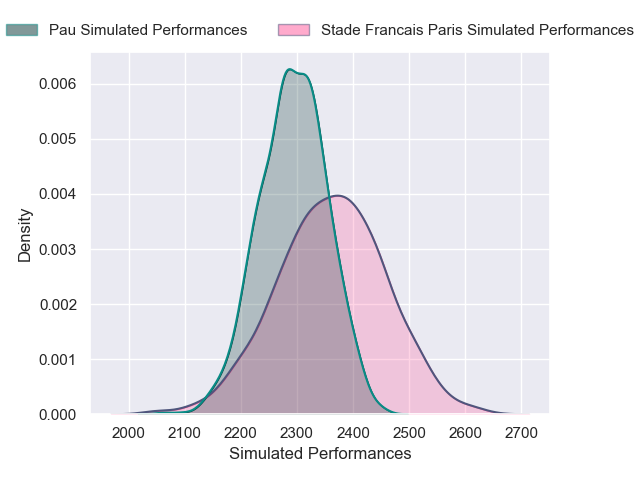 Pau Simulated Performances
Stade Francais Paris Simulated Performances
0.006
0.005
0.004
0.003
0.002
0.001
0.000
Density
2000 2100 2200 2300 2400 2500 2600 2700
Simulated Performances